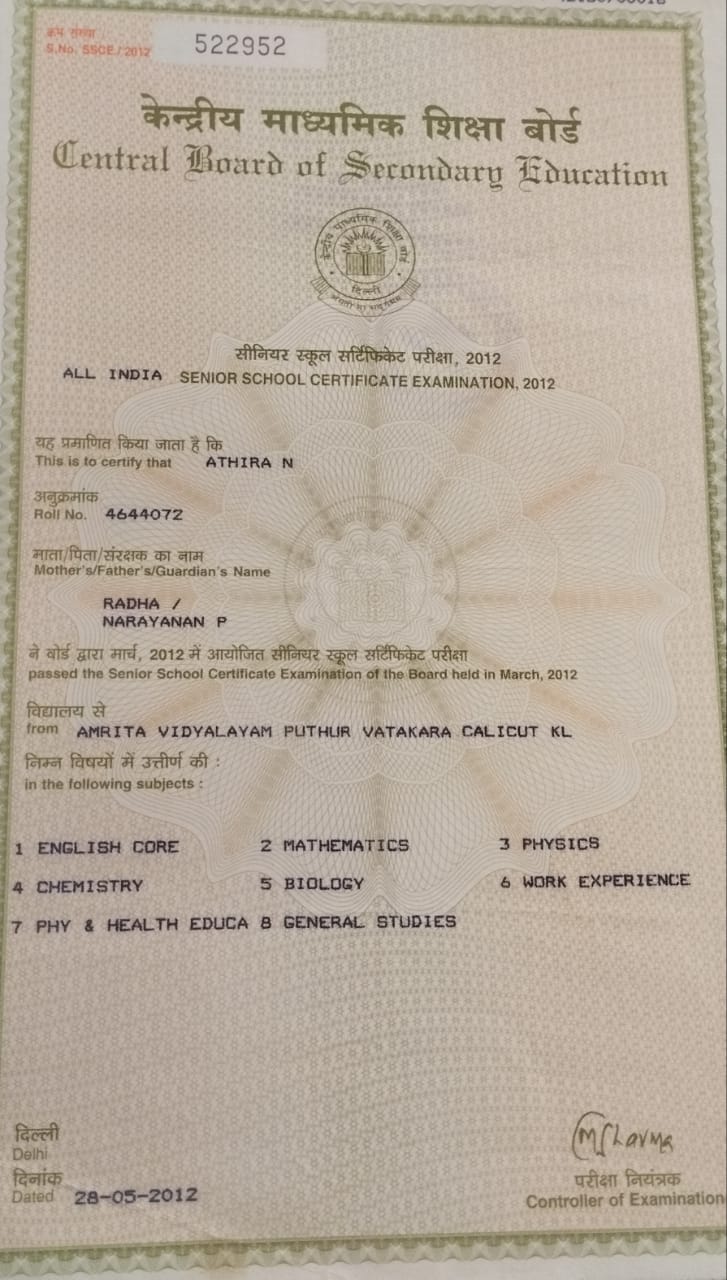 क्रम संख्या
S.No. SSCE/2012 522952
केन्द्रीय माध्यमिक शिक्षा बोर्ड
Central Board of Secondary Education
केन्द्रीय माध्यमिक शिक्षा बोर्ड
दिल्ली
सीनियर स्कूल सर्टिफिकेट परीक्षा, 2012
ALL INDIA SENIOR SCHOOL CERTIFICATE EXAMINATION, 2012
यह प्रमाणित किया जाता है कि
This is to certify that ATHIRA N
अनुक्रमांक
Roll No. 4644072
माता/पिता/संरक्षक का नाम
Mother's/Father's/Guardian's Name
RADHA /
NARAYANAN P
ने बोर्ड द्वारा मार्च, 2012 में आयोजित सीनियर स्कूल सर्टिफिकेट परीक्षा
passed the Senior School Certificate Examination of the Board held in March, 2012
विद्यालय से
from AMRITA VIDYALAYAM PUTHUR VATAKARA CALICUT KL
निम्न विषयों में उत्तीर्ण की :
in the following subjects :
1 ENGLISH CORE 2 MATHEMATICS 3 PHYSICS
4 CHEMISTRY 5 BIOLOGY 6 WORK EXPERIENCE
7 PHY & HEALTH EDUCA 8 GENERAL STUDIES
दिल्ली
Delhi
दिनांक
Dated 28-05-2012
परीक्षा नियंत्रक
Controller of Examination